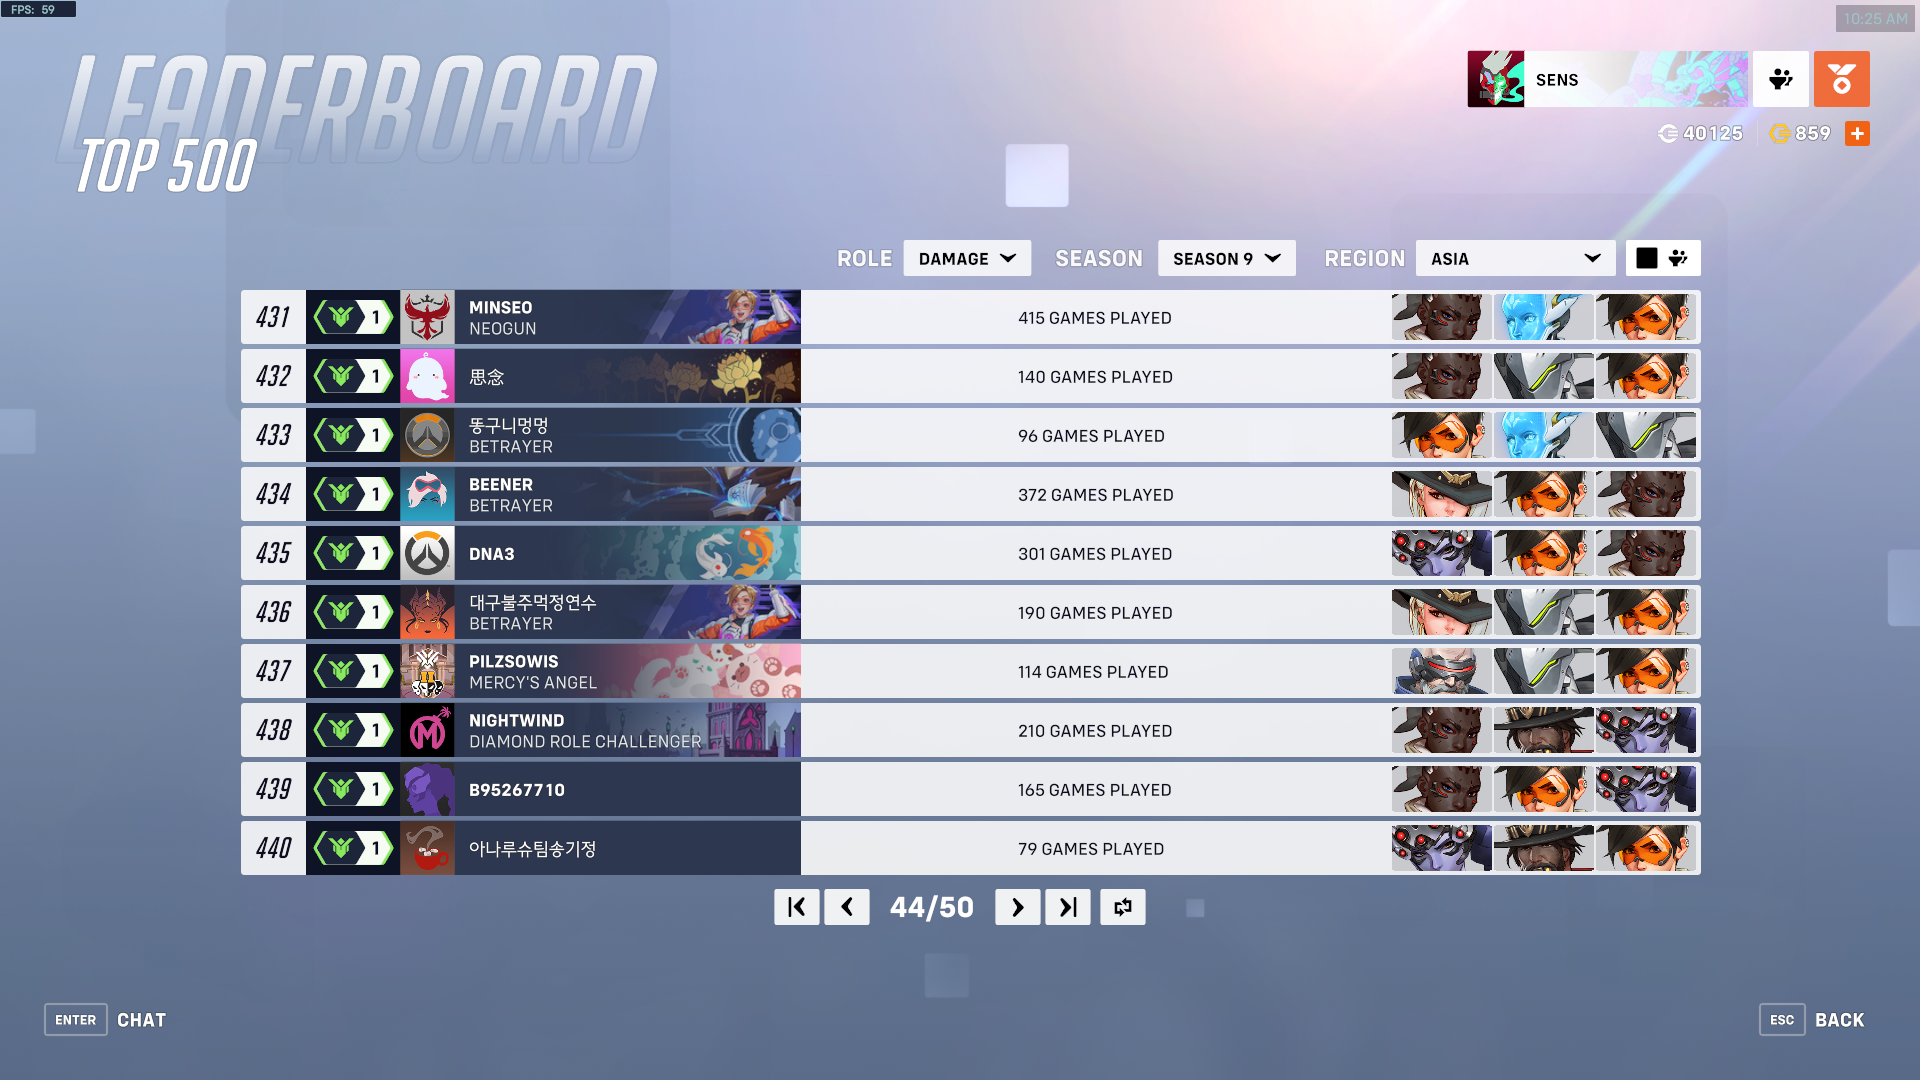 FPS: 59
10:25 AM
LEADERBOARD
TOP 500
SENS
40125
859
ROLE
DAMAGE
SEASON
SEASON 9
REGION
ASIA
431
1
MINSEO
NEOGUN
415 GAMES PLAYED
432
1
思念
140 GAMES PLAYED
433
1
똥구니멍멍
BETRAYER
96 GAMES PLAYED
434
1
BEENER
BETRAYER
372 GAMES PLAYED
435
1
DNA3
301 GAMES PLAYED
436
1
대구불주먹정연수
BETRAYER
190 GAMES PLAYED
437
1
PILZSOWIS
MERCY'S ANGEL
114 GAMES PLAYED
438
1
NIGHTWIND
DIAMOND ROLE CHALLENGER
210 GAMES PLAYED
439
1
B95267710
165 GAMES PLAYED
440
1
아나루슈팀송기정
79 GAMES PLAYED
44/50
ENTER
CHAT
ESC
BACK